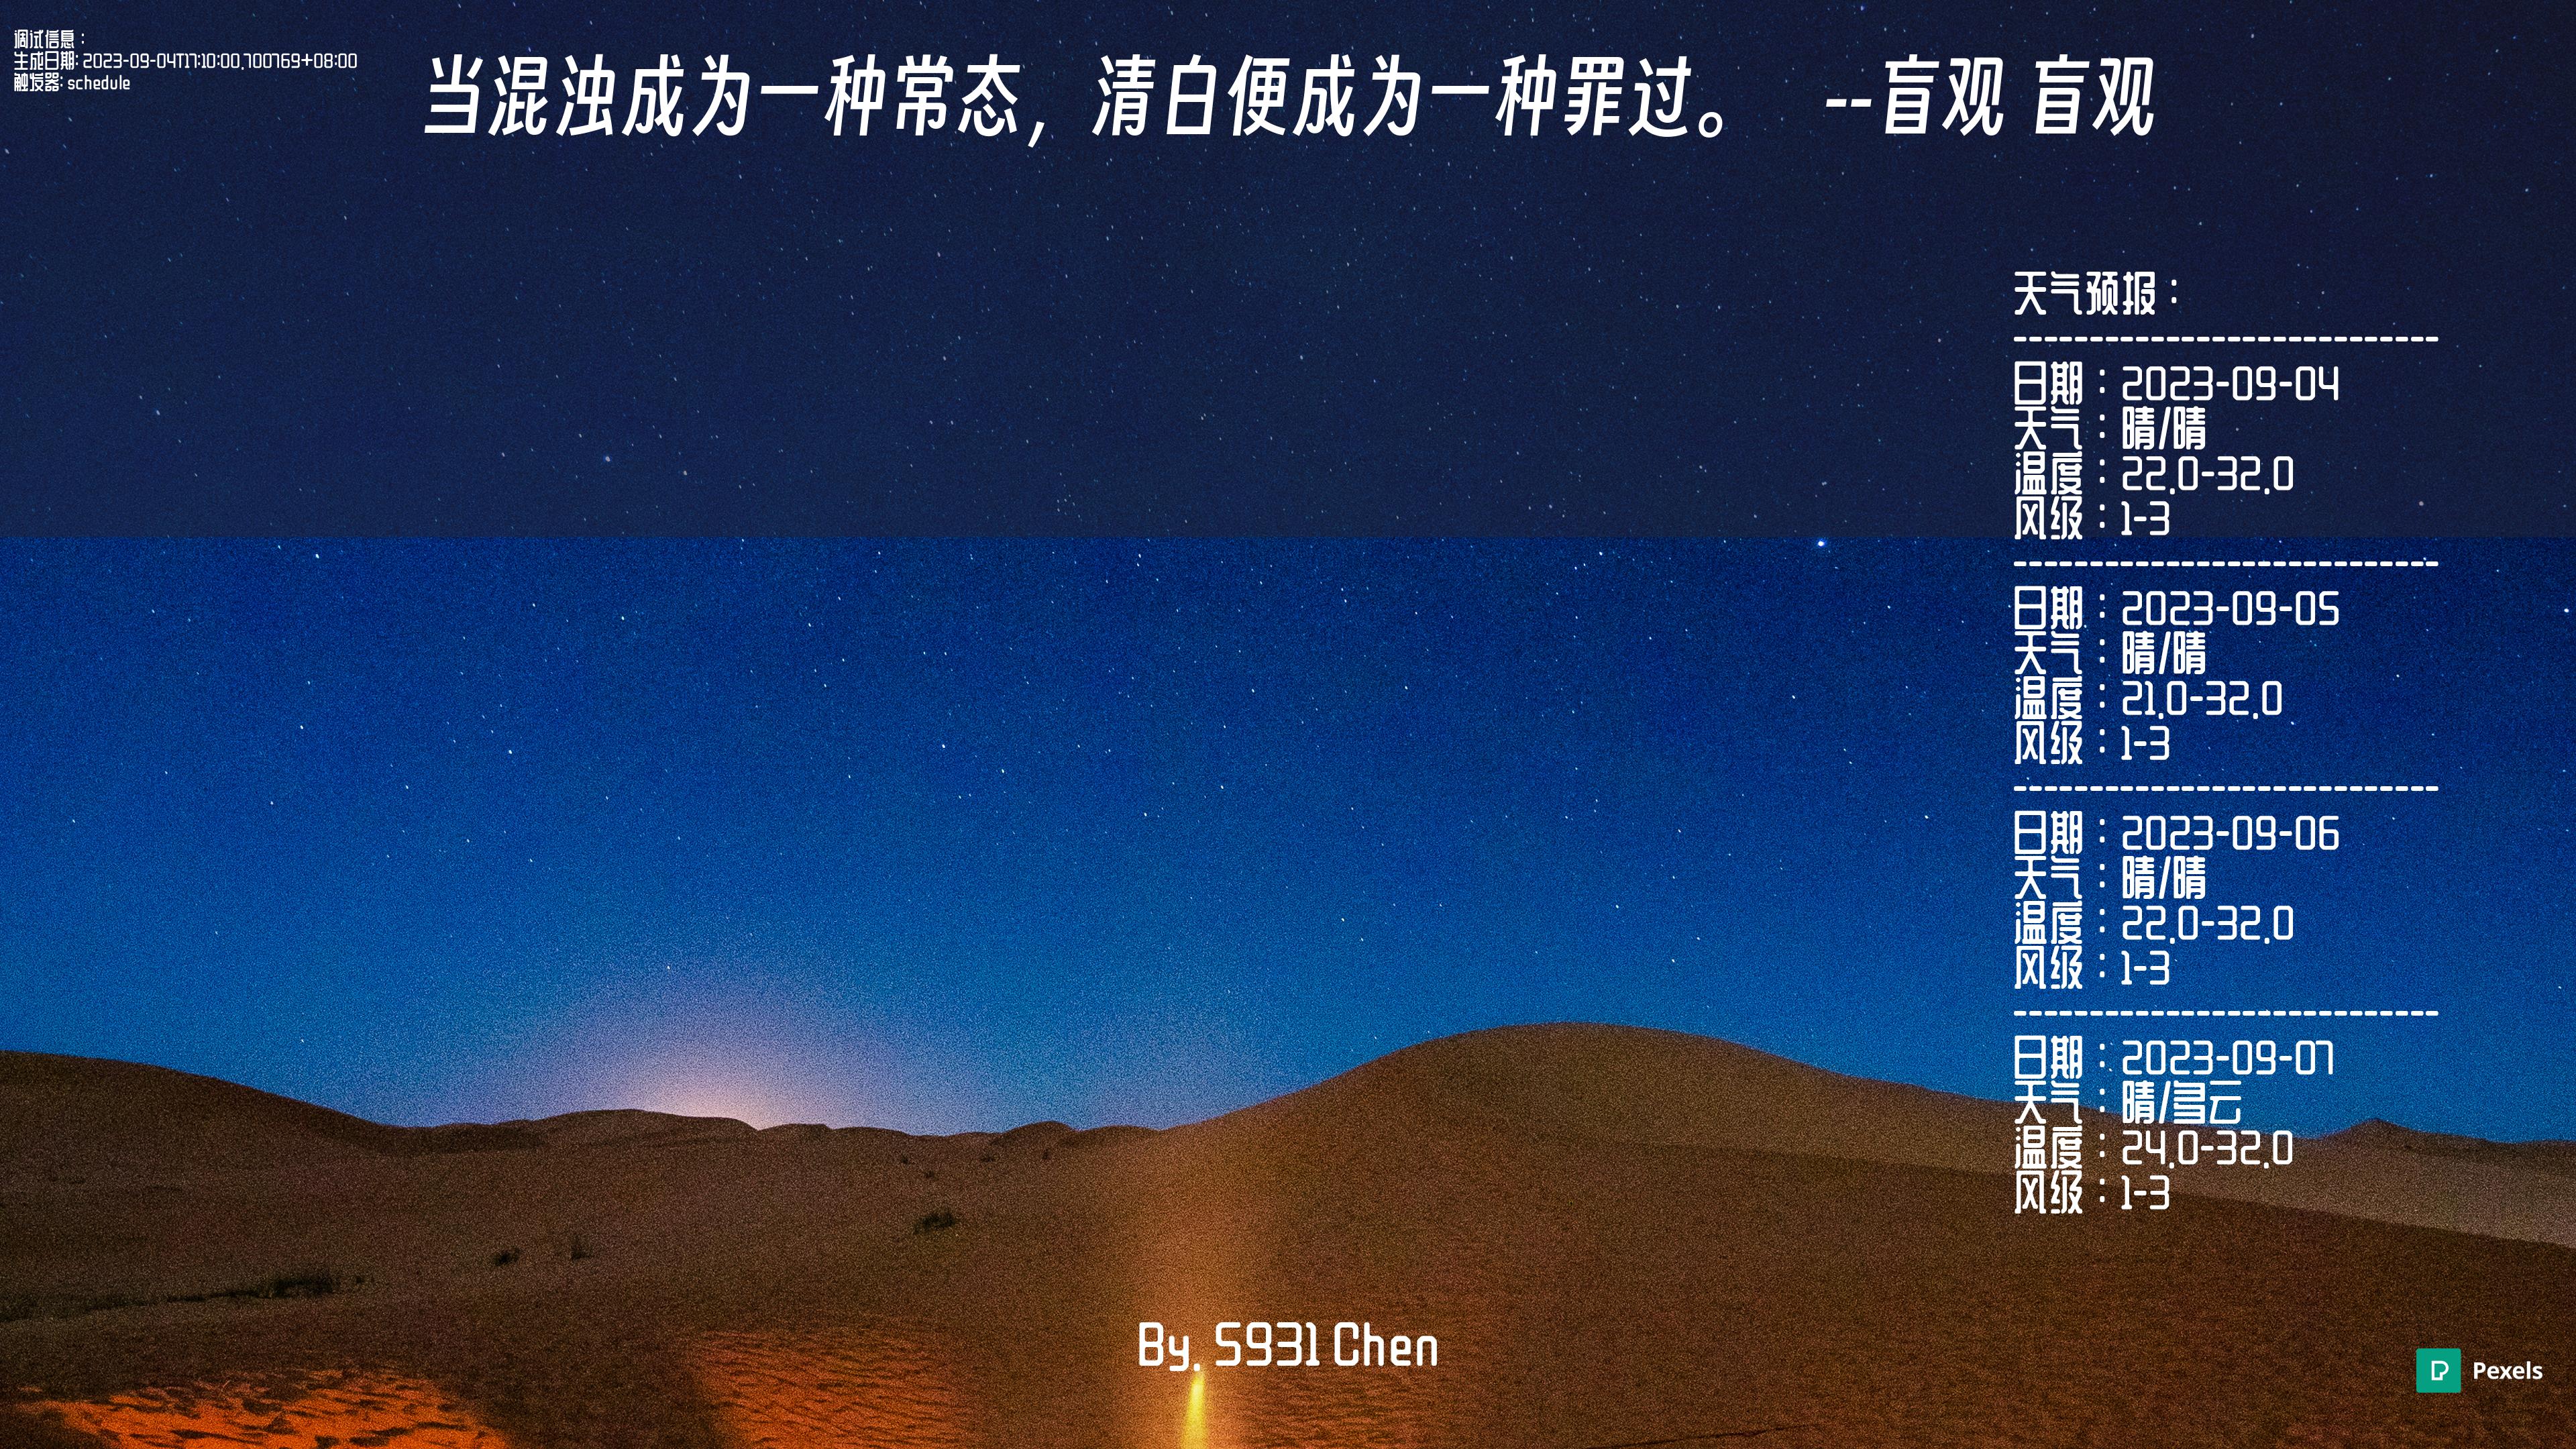 调试信息：
生成日期: 2023-09-04T17:10:00.700769+08:00
触发器: schedule
当混浊成为一种常态，清白便成为一种罪过。 --盲观 盲观
天气预报：
----------------------------
日期：2023-09-04
天气：晴/晴
温度：22.0-32.0
风级：1-3
----------------------------
日期：2023-09-05
天气：晴/晴
温度：21.0-32.0
风级：1-3
----------------------------
日期：2023-09-06
天气：晴/晴
温度：22.0-32.0
风级：1-3
----------------------------
日期：2023-09-07
天气：晴/多云
温度：24.0-32.0
风级：1-3
By. 5931 Chen
Pexels